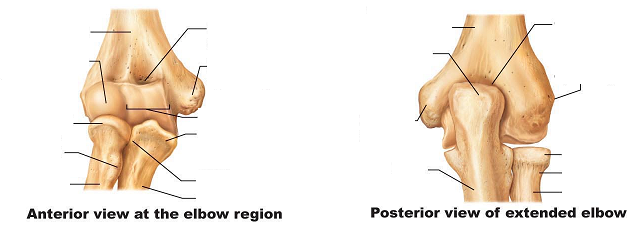 Anterior view at the elbow region
Posterior view of extended elbow